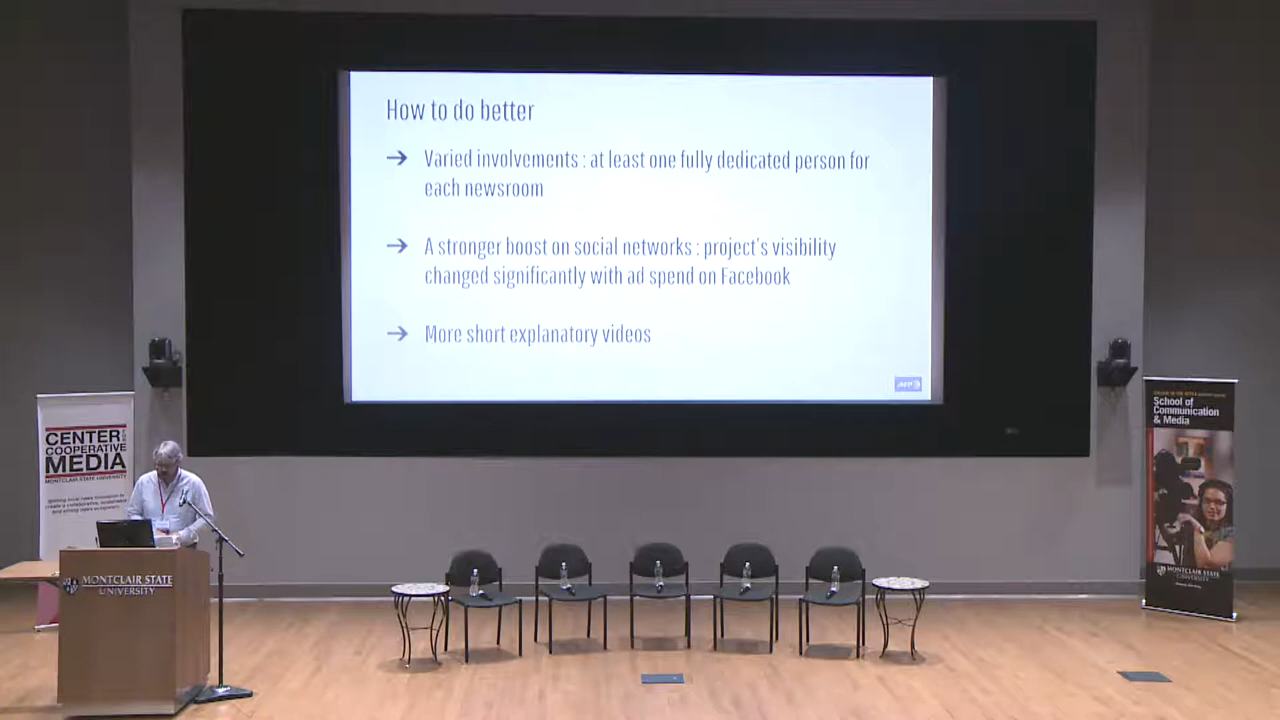 How to do better
→ Varied involvements : at least one fully dedicated person for
each newsroom
→ A stronger boost on social networks : project's visibility
changed significantly with ad spend on Facebook
→ More short explanatory videos
AFP
CENTER
COOPERATIVE
MEDIA
MONTCLAIR STATE UNIVERSITY
MONTCLAIR STATE
UNIVERSITY
School of
Communication
& Media
MONTCLAIR STATE
UNIVERSITY